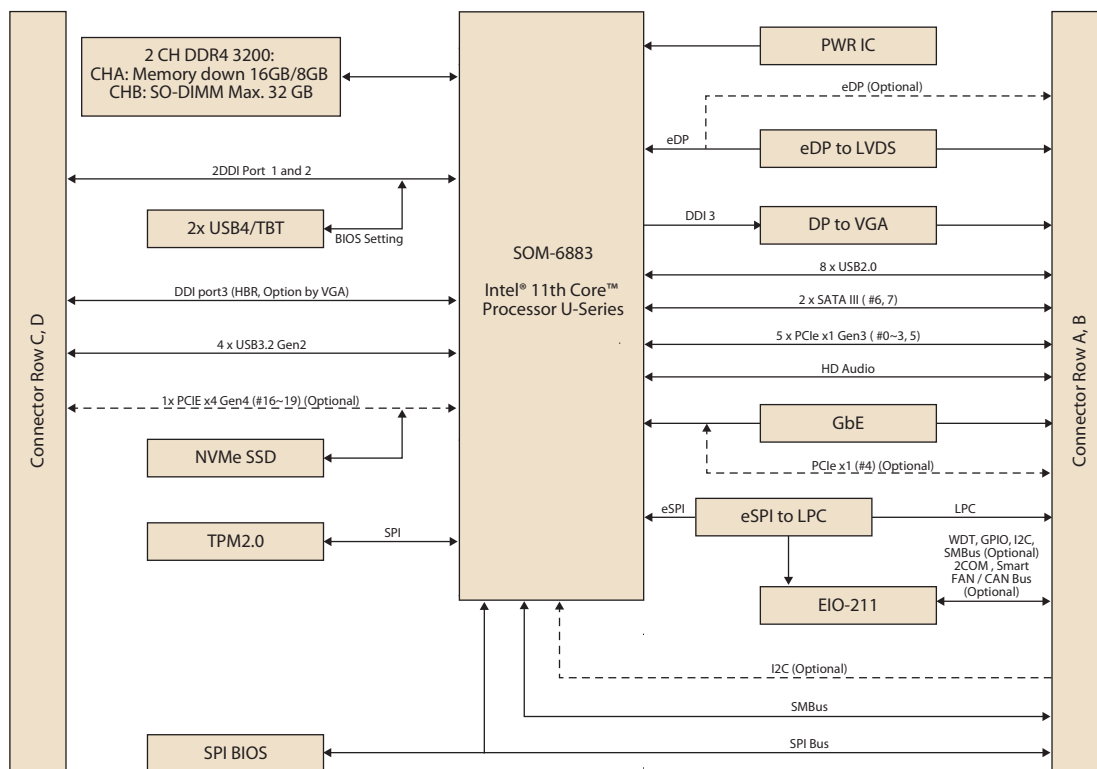 Connector Row C, D
2 CH DDR4 3200:
CHA: Memory down 16GB/8GB
CHB: SO-DIMM Max. 32 GB
2DDI Port 1 and 2
2x USB4/TBT
BIOS Setting
DDI port3 (HBR, Option by VGA)
4 x USB3.2 Gen2
1x PCIE x4 Gen4 (#16~19) (Optional)
NVMe SSD
TPM2.0
SPI
SPI BIOS
SOM-6883
Intel® 11th Core™
Processor U-Series
PWR IC
eDP (Optional)
eDP
eDP to LVDS
DDI 3
DP to VGA
8 x USB2.0
2 x SATA III ( #6, 7)
5 x PCIe x1 Gen3 ( #0~3, 5)
HD Audio
GbE
PCIe x1 (#4) (Optional)
eSPI
eSPI to LPC
LPC
WDT, GPIO, I2C,
SMBus (Optional)
2COM , Smart
FAN / CAN Bus
(Optional)
EIO-211
I2C (Optional)
SMBus
SPI Bus
Connector Row A, B